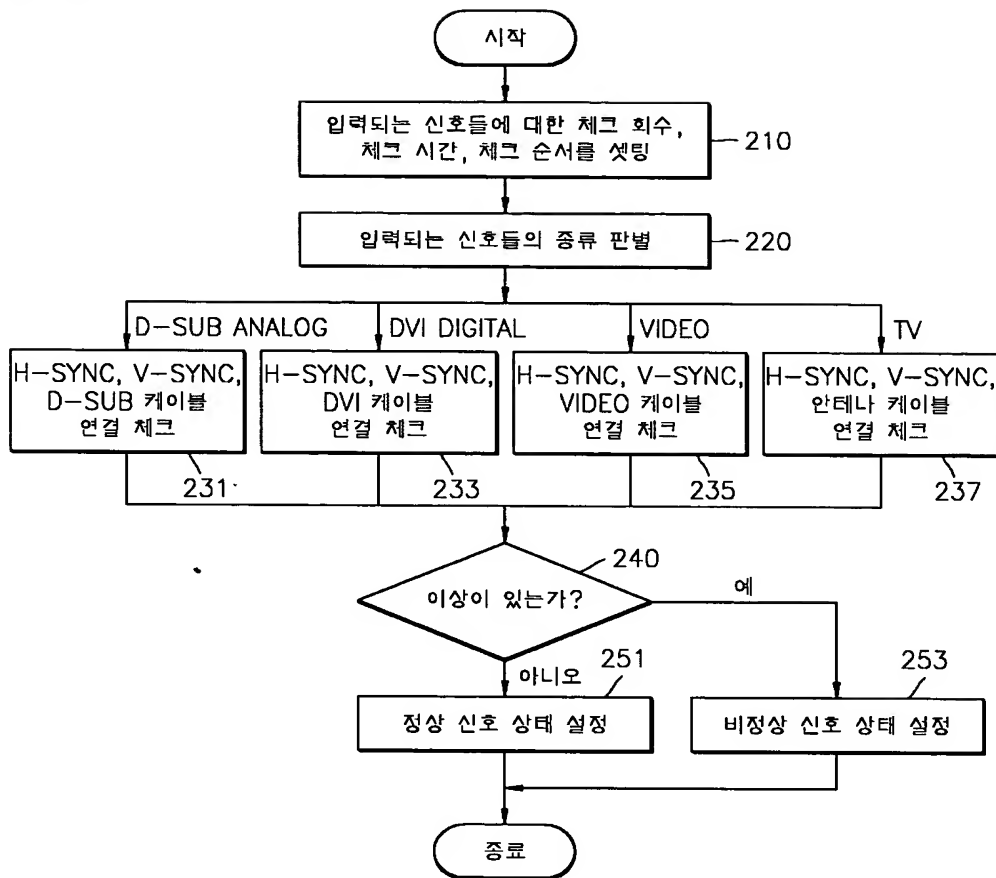 시작
입력되는 신호들에 대한 체크 회수,
체크 시간, 체크 순서를 셋팅
210
입력되는 신호들의 종류 판별
220
D-SUB ANALOG
DVI DIGITAL
VIDEO
TV
H-SYNC, V-SYNC,
D-SUB 케이블
연결 체크
H-SYNC, V-SYNC,
DVI 케이블
연결 체크
H-SYNC, V-SYNC,
VIDEO 케이블
연결 체크
H-SYNC, V-SYNC,
안테나 케이블
연결 체크
231
233
235
237
240
이상이 있는가?
예
아니오
251
253
정상 신호 상태 설정
비정상 신호 상태 설정
종료